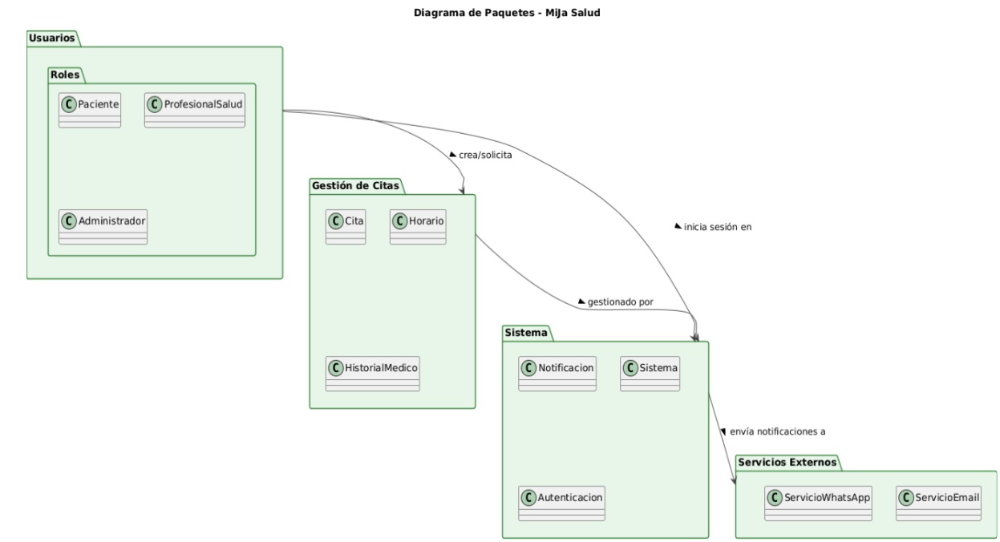 Diagrama de Paquetes - MiJa Salud
Usuarios
Roles
C Paciente
C ProfesionalSalud
C Administrador
crea/solicita
Gestión de Citas
C Cita
C Horario
C HistorialMedico
inicia sesión en
gestionado por
Sistema
C Notificacion
C Sistema
C Autenticacion
envía notificaciones a
Servicios Externos
C ServicioWhatsApp
C ServicioEmail